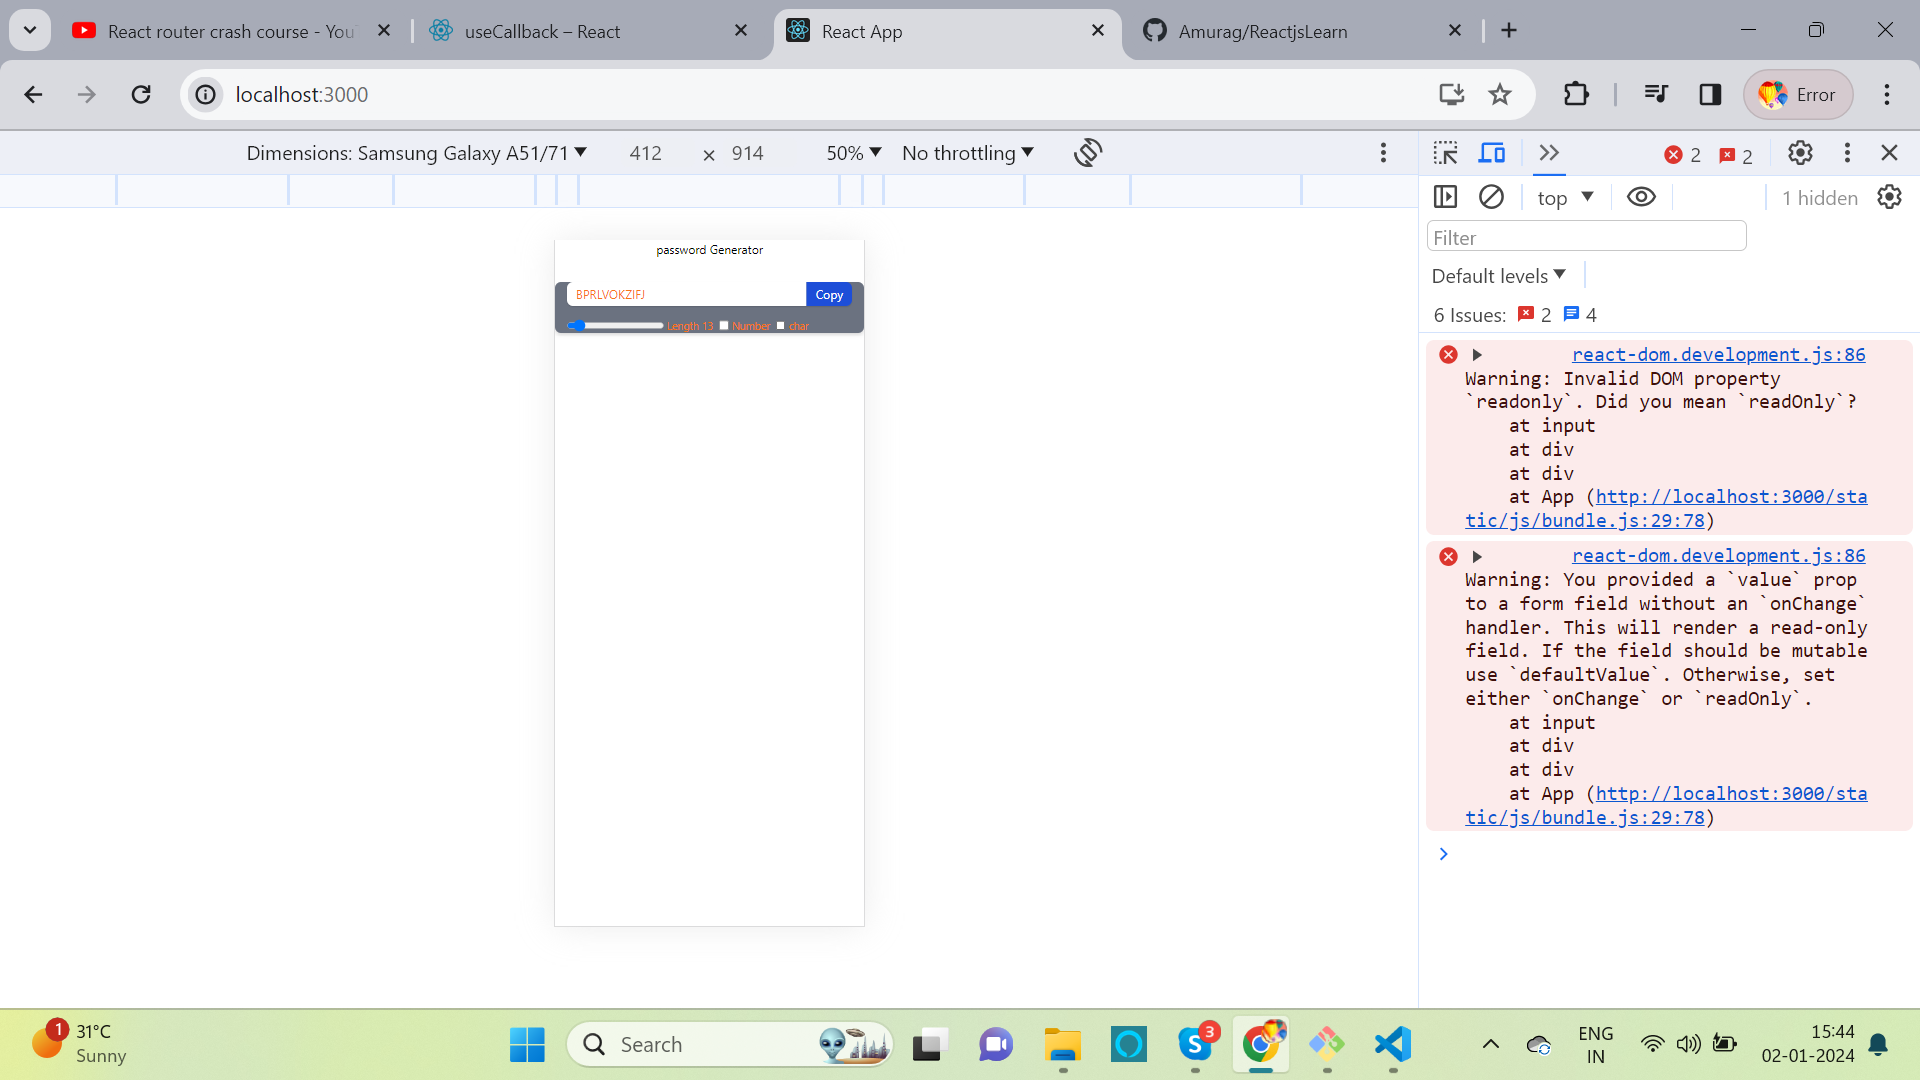 React router crash course - You
useCallback – React
React App
Amurag/ReactjsLearn
localhost:3000
Error
Dimensions: Samsung Galaxy A51/71
412 × 914
50%
No throttling
2
2
top
1 hidden
Filter
Default levels
6 Issues: 2 4
password Generator
BPRLVOKZIFJ
Copy
Length 13 Number char
react-dom.development.js:86
Warning: Invalid DOM property
`readonly`. Did you mean `readOnly`?
at input
at div
at div
at App (http://localhost:3000/sta
tic/js/bundle.js:29:78)
react-dom.development.js:86
Warning: You provided a `value` prop
to a form field without an `onChange`
handler. This will render a read-only
field. If the field should be mutable
use `defaultValue`. Otherwise, set
either `onChange` or `readOnly`.
at input
at div
at div
at App (http://localhost:3000/sta
tic/js/bundle.js:29:78)
1
31°C
Sunny
Search
S
3
ENG
IN
15:44
02-01-2024